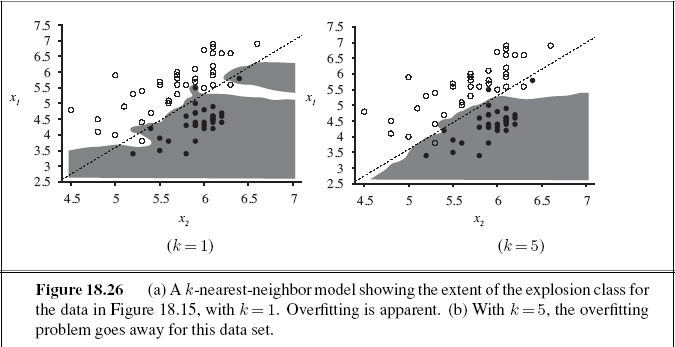 7.5 7
6.5
6
5.5
x1 5
4.5
4
3.5
3
2.5
4.5 5 5.5 6 6.5 7
x2
(k = 1)
7.5
7
6.5
6
5.5
x1 5
4.5
4
3.5
3
2.5
4.5 5 5.5 6 6.5 7
x2
(k = 5)
Figure 18.26 (a) A k-nearest-neighbor model showing the extent of the explosion class for
the data in Figure 18.15, with k = 1. Overfitting is apparent. (b) With k = 5, the overfitting
problem goes away for this data set.